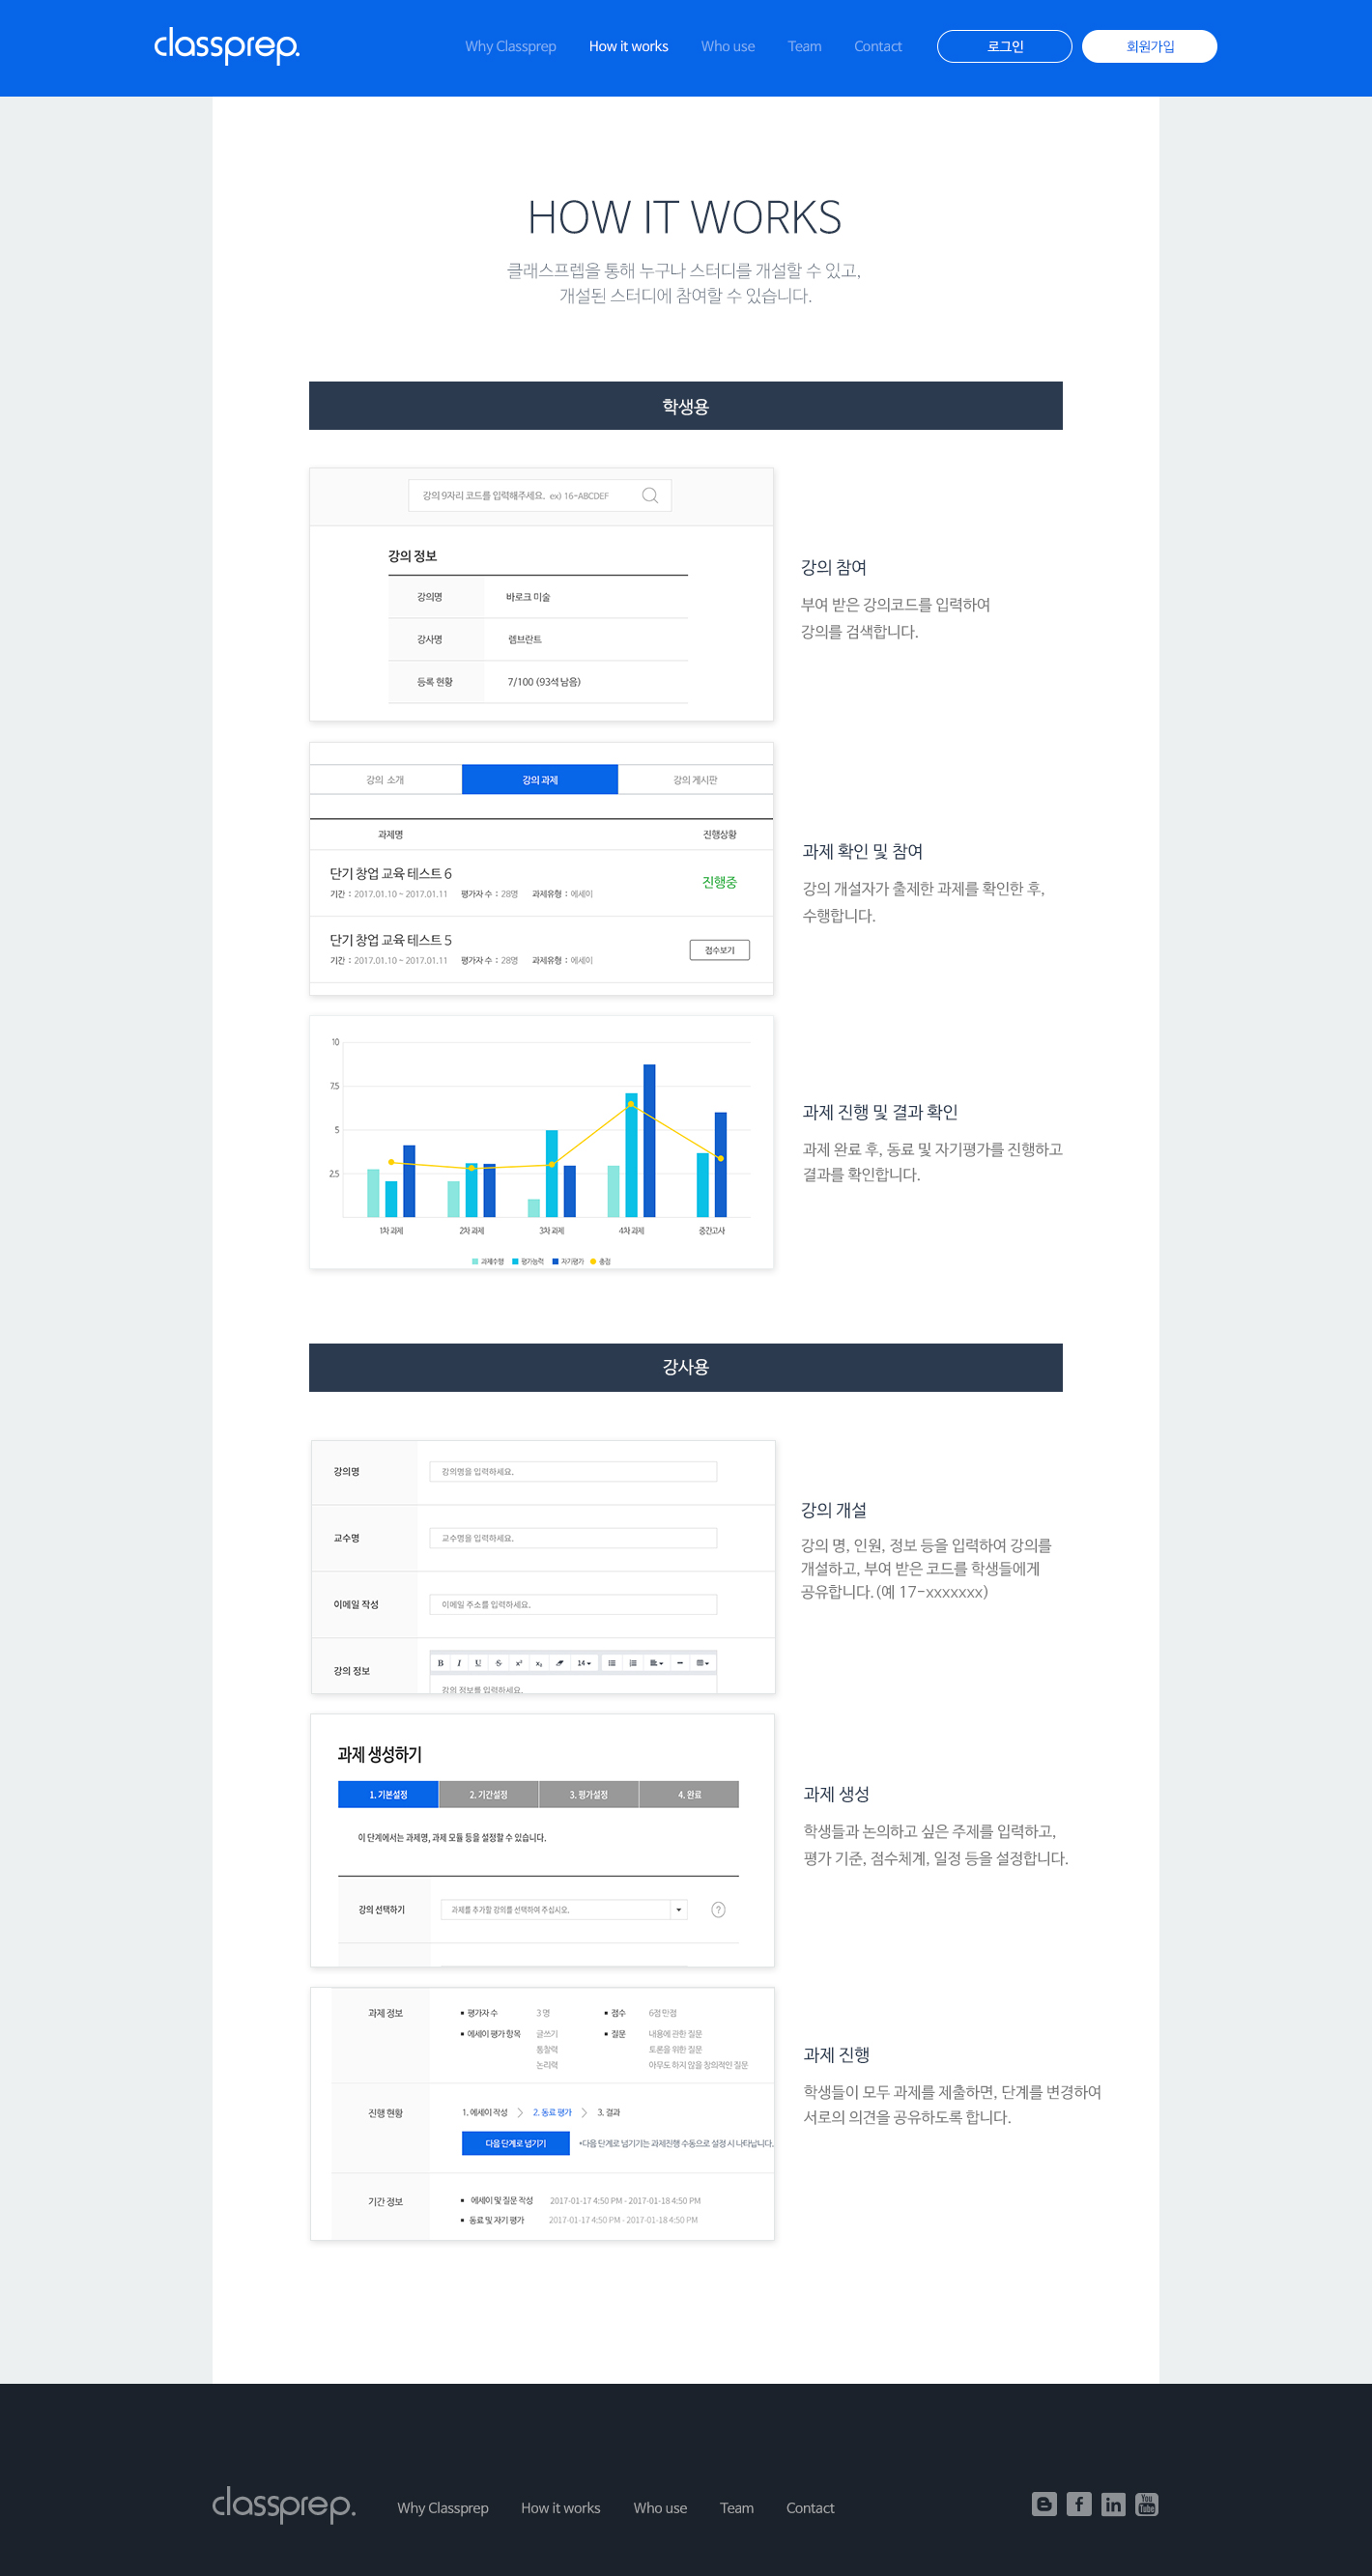 classprep.
Why Classprep
How it works
Who use
Team
Contact
로그인
회원가입
HOW IT WORKS
클래스프렙을 통해 누구나 스터디를 개설할 수 있고,
개설된 스터디에 참여할 수 있습니다.
학생용
강의 9자리 코드를 입력해주세요. ex) 16-ABCDEF
강의 정보
강의명 바로크 미술
강사명 렘브란트
등록 현황 7/100 (93석 남음)
강의 참여
부여 받은 강의코드를 입력하여
강의를 검색합니다.
강의 소개 강의 과제 강의 게시판
과제명 진행상황
단기 창업 교육 테스트 6
기간 : 2017.01.10 ~ 2017.01.11 평가자 수 : 28명 과제유형 : 에세이
진행중
단기 창업 교육 테스트 5
기간 : 2017.01.10 ~ 2017.01.11 평가자 수 : 28명 과제유형 : 에세이
점수보기
과제 확인 및 참여
강의 개설자가 출제한 과제를 확인한 후,
수행합니다.
10
7.5
5
2.5
1차 과제 2차 과제 3차 과제 4차 과제 중간고사
과제수행 평가능력 자기평가 총점
과제 진행 및 결과 확인
과제 완료 후, 동료 및 자기평가를 진행하고
결과를 확인합니다.
강사용
강의명 강의명을 입력하세요.
교수명 교수명을 입력하세요.
이메일 작성 이메일 주소를 입력하세요.
강의 정보
B I U S x² x₂ 14
강의 정보를 입력하세요.
강의 개설
강의 명, 인원, 정보 등을 입력하여 강의를
개설하고, 부여 받은 코드를 학생들에게
공유합니다.(예 17-xxxxxxx)
과제 생성하기
1. 기본설정 2. 기간설정 3. 평가설정 4. 완료
이 단계에서는 과제명, 과제 모듈 등을 설정할 수 있습니다.
강의 선택하기 과제를 추가할 강의를 선택하여 주십시오. ?
과제 생성
학생들과 논의하고 싶은 주제를 입력하고,
평가 기준, 점수체계, 일정 등을 설정합니다.
과제 정보 ▪ 평가자 수 3 명 ▪ 점수 6점 만점
▪ 에세이 평가 항목 글쓰기 ▪ 질문 내용에 관한 질문
통찰력 토론을 위한 질문
논리력 아무도 하지 않을 창의적인 질문
진행 현황 1. 에세이 작성 > 2. 동료 평가 > 3. 결과
다음 단계로 넘기기 *다음 단계로 넘기기는 과제진행 수동으로 설정 시 나타납니다.
기간 정보 ▪ 에세이 및 질문 작성 2017-01-17 4:50 PM - 2017-01-18 4:50 PM
▪ 동료 및 자기 평가 2017-01-17 4:50 PM - 2017-01-18 4:50 PM
과제 진행
학생들이 모두 과제를 제출하면, 단계를 변경하여
서로의 의견을 공유하도록 합니다.
classprep.
Why Classprep
How it works
Who use
Team
Contact
f
in
You
Tube